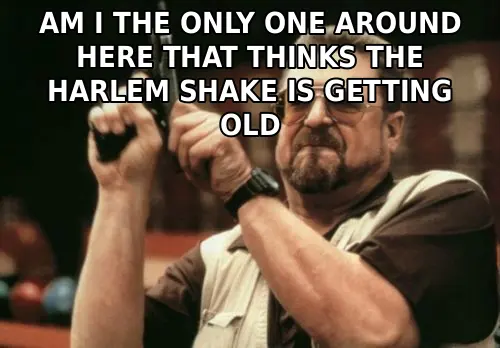 AM I THE ONLY ONE AROUND
HERE THAT THINKS THE
HARLEM SHAKE IS GETTING
OLD